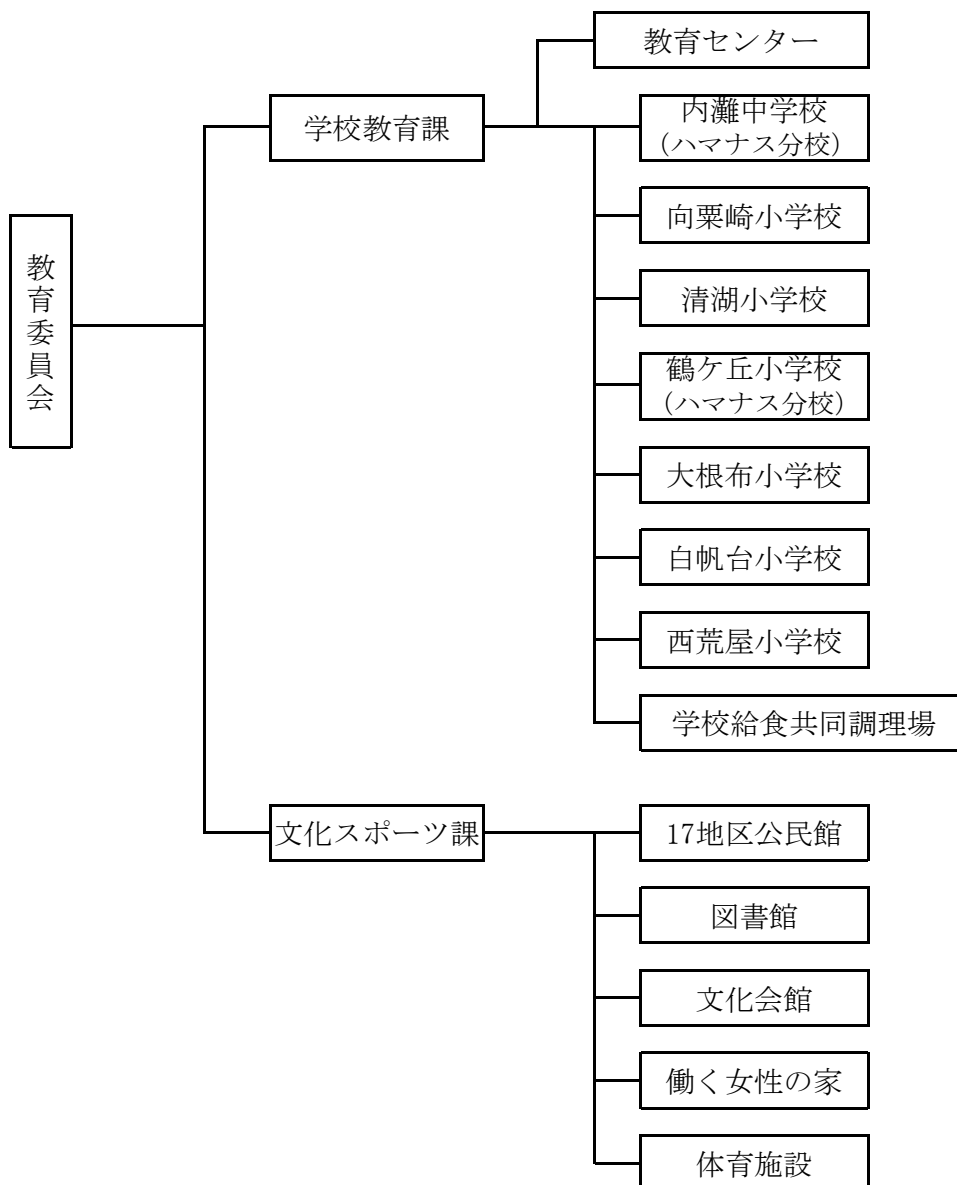 教育委員会
学校教育課
教育センター
内灘中学校
（ハマナス分校）
向粟崎小学校
清湖小学校
鶴ケ丘小学校
（ハマナス分校）
大根布小学校
白帆台小学校
西荒屋小学校
学校給食共同調理場
文化スポーツ課
17地区公民館
図書館
文化会館
働く女性の家
体育施設